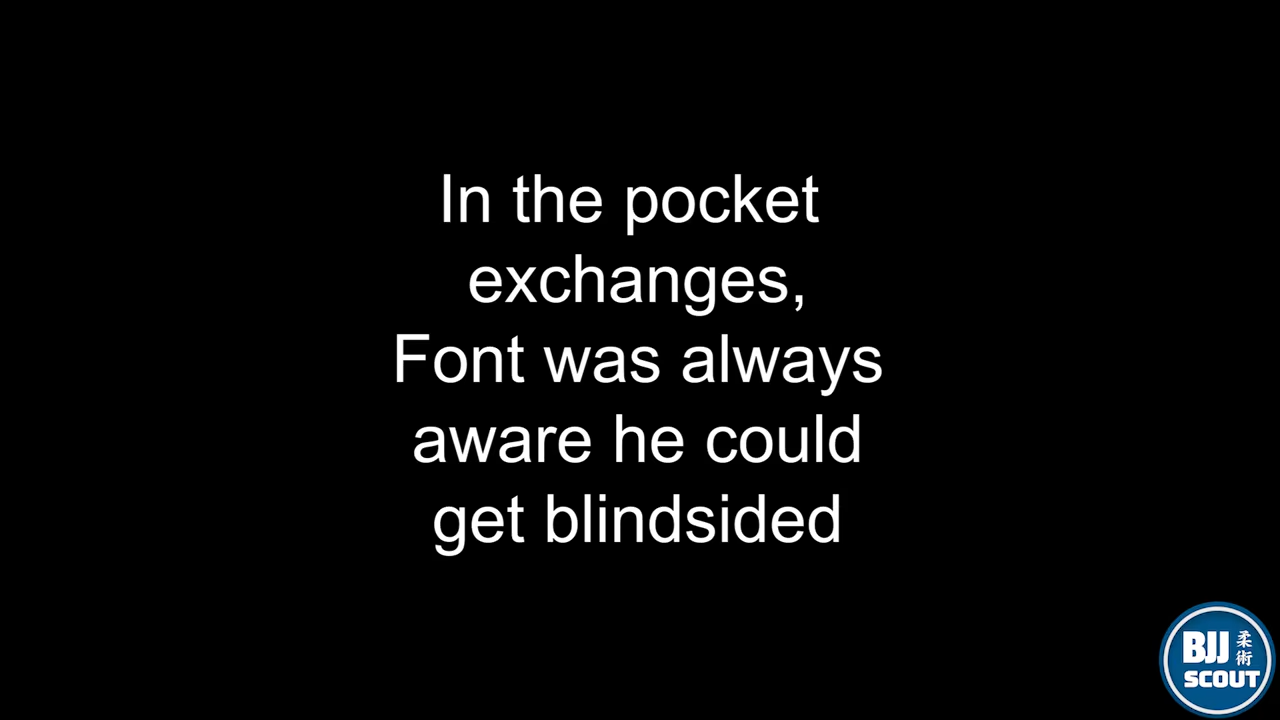 In the pocket
exchanges,
Font was always
aware he could
get blindsided
BJJ 柔術
SCOUT